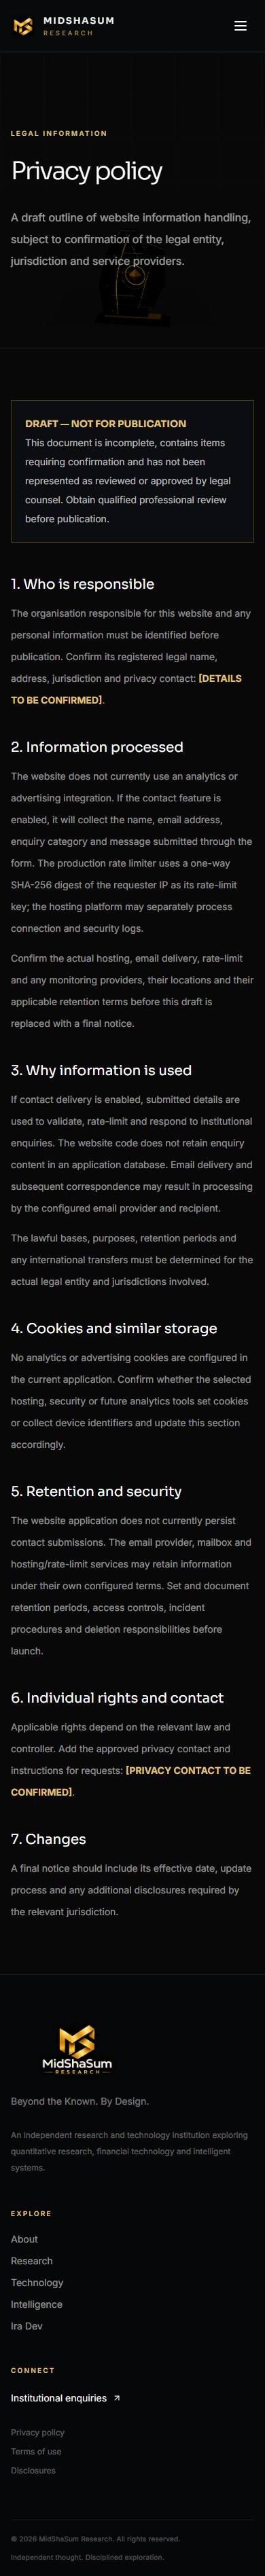 MIDSHASUM
RESEARCH
LEGAL INFORMATION
Privacy policy
A draft outline of website information handling,
subject to confirmation of the legal entity,
jurisdiction and service providers.
DRAFT — NOT FOR PUBLICATION
This document is incomplete, contains items
requiring confirmation and has not been
represented as reviewed or approved by legal
counsel. Obtain qualified professional review
before publication.
1. Who is responsible
The organisation responsible for this website and any
personal information must be identified before
publication. Confirm its registered legal name,
address, jurisdiction and privacy contact: [DETAILS
TO BE CONFIRMED].
2. Information processed
The website does not currently use an analytics or
advertising integration. If the contact feature is
enabled, it will collect the name, email address,
enquiry category and message submitted through the
form. The production rate limiter uses a one-way
SHA-256 digest of the requester IP as its rate-limit
key; the hosting platform may separately process
connection and security logs.
Confirm the actual hosting, email delivery, rate-limit
and any monitoring providers, their locations and their
applicable retention terms before this draft is
replaced with a final notice.
3. Why information is used
If contact delivery is enabled, submitted details are
used to validate, rate-limit and respond to institutional
enquiries. The website code does not retain enquiry
content in an application database. Email delivery and
subsequent correspondence may result in processing
by the configured email provider and recipient.
The lawful bases, purposes, retention periods and
any international transfers must be determined for the
actual legal entity and jurisdictions involved.
4. Cookies and similar storage
No analytics or advertising cookies are configured in
the current application. Confirm whether the selected
hosting, security or future analytics tools set cookies
or collect device identifiers and update this section
accordingly.
5. Retention and security
The website application does not currently persist
contact submissions. The email provider, mailbox and
hosting/rate-limit services may retain information
under their own configured terms. Set and document
retention periods, access controls, incident
procedures and deletion responsibilities before
launch.
6. Individual rights and contact
Applicable rights depend on the relevant law and
controller. Add the approved privacy contact and
instructions for requests: [PRIVACY CONTACT TO BE
CONFIRMED].
7. Changes
A final notice should include its effective date, update
process and any additional disclosures required by
the relevant jurisdiction.
MidShaSum
RESEARCH
Beyond the Known. By Design.
An independent research and technology institution exploring
quantitative research, financial technology and intelligent
systems.
EXPLORE
About
Research
Technology
Intelligence
Ira Dev
CONNECT
Institutional enquiries ↗
Privacy policy
Terms of use
Disclosures
© 2026 MidShaSum Research. All rights reserved.
Independent thought. Disciplined exploration.